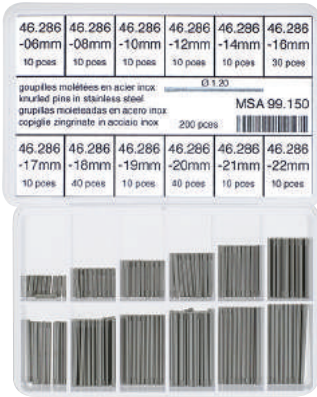 46.286 46.286 46.286 46.286 46.286 46.286
-06mm -08mm -10mm -12mm -14mm -16mm
10 pces 10 pces 10 pces 10 pces 10 pces 30 pces
goupilles molétées en acier inox
knurled pins in stainless steel
grupillas moleteadas en acero inox
copiglie zingrinate in acciaio inox
Ø 1.20
200 pces
MSA 99.150
46.286 46.286 46.286 46.286 46.286 46.286
-17mm -18mm -19mm -20mm -21mm -22mm
10 pces 40 pces 10 pces 40 pces 10 pces 10 pces